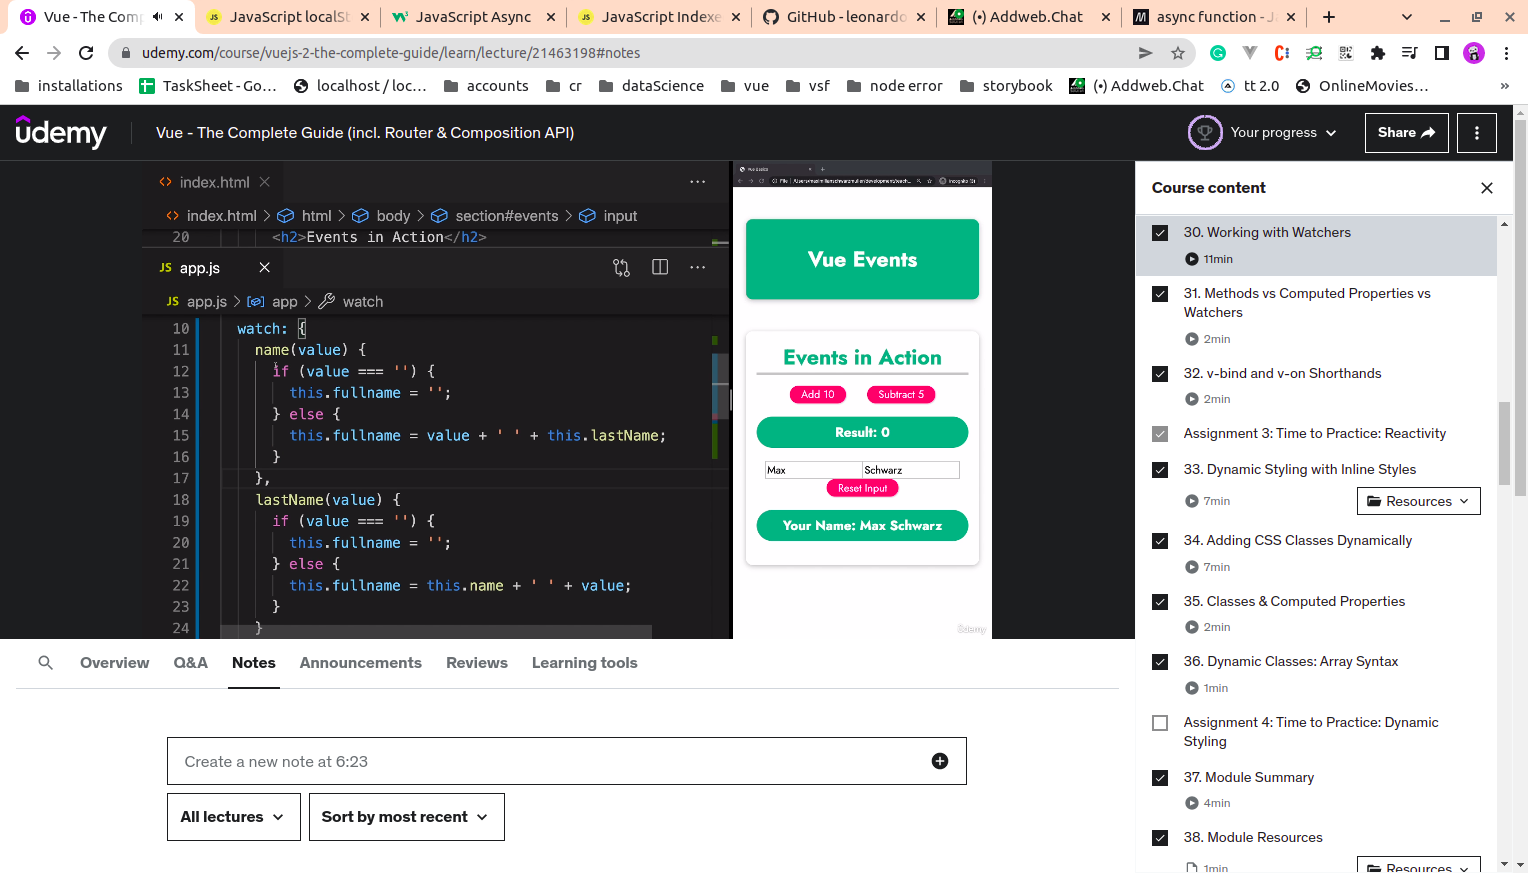 Vue - The Comp
JavaScript localSt
JavaScript Async
JavaScript Indexe
GitHub - leonardo
(•) Addweb.Chat
async function - Ja
udemy.com/course/vuejs-2-the-complete-guide/learn/lecture/21463198#notes
installations
TaskSheet - Go…
localhost / loc…
accounts
cr
dataScience
vue
vsf
node error
storybook
(•) Addweb.Chat
tt 2.0
OnlineMovies…
»
udemy
Vue - The Complete Guide (incl. Router & Composition API)
Your progress
Share
index.html
index.html > html > body > section#events > input
20 <h2>Events in Action</h2>
JS app.js
JS app.js > app > watch
10 watch: {
11 name(value) {
12 if (value === '') {
13 this.fullname = '';
14 } else {
15 this.fullname = value + ' ' + this.lastName;
16 }
17 },
18 lastName(value) {
19 if (value === '') {
20 this.fullname = '';
21 } else {
22 this.fullname = this.name + ' ' + value;
23 }
24 }
Vue Basics
Incognito
Vue Events
Events in Action
Add 10
Subtract 5
Result: 0
Max
Schwarz
Reset Input
Your Name: Max Schwarz
Udemy
Course content
30. Working with Watchers
11min
31. Methods vs Computed Properties vs
Watchers
2min
32. v-bind and v-on Shorthands
2min
Assignment 3: Time to Practice: Reactivity
33. Dynamic Styling with Inline Styles
7min
Resources
34. Adding CSS Classes Dynamically
7min
35. Classes & Computed Properties
2min
36. Dynamic Classes: Array Syntax
1min
Assignment 4: Time to Practice: Dynamic
Styling
37. Module Summary
4min
38. Module Resources
1min
Resources
Overview
Q&A
Notes
Announcements
Reviews
Learning tools
Create a new note at 6:23
All lectures
Sort by most recent